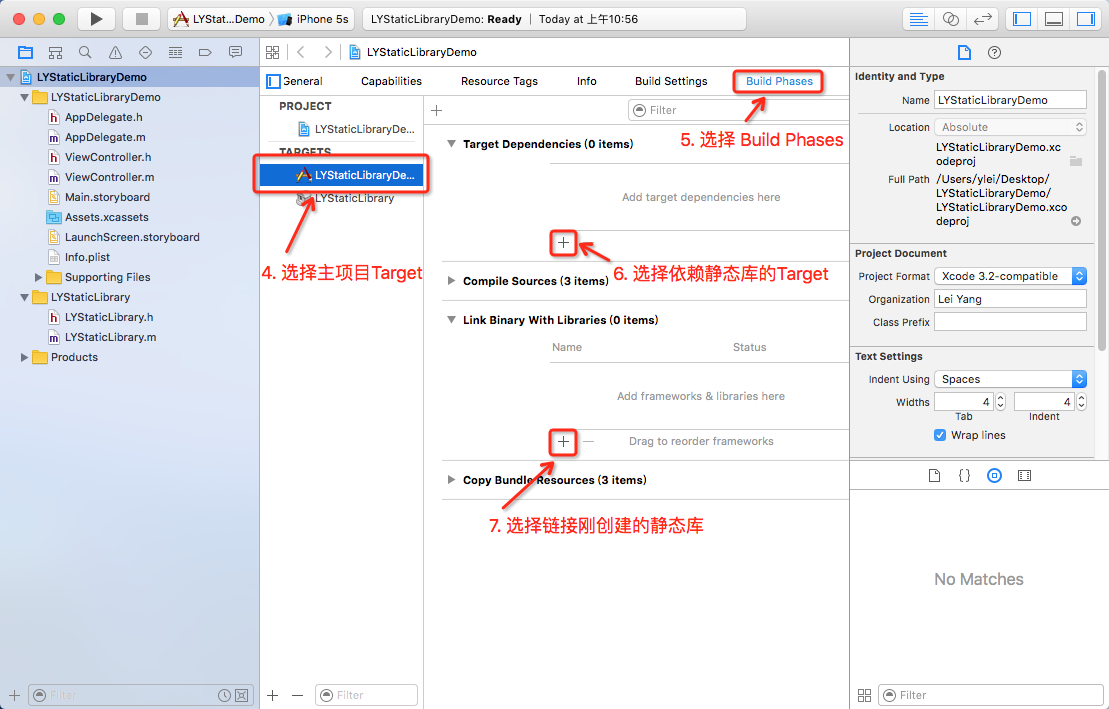 LYStat...Demo
iPhone 5s
LYStaticLibraryDemo: Ready | Today at 上午10:56
LYStaticLibraryDemo
LYStaticLibraryDemo
AppDelegate.h
AppDelegate.m
ViewController.h
ViewController.m
Main.storyboard
Assets.xcassets
LaunchScreen.storyboard
Info.plist
Supporting Files
LYStaticLibrary
LYStaticLibrary.h
LYStaticLibrary.m
Products
Filter
LYStaticLibraryDemo
General
Capabilities
Resource Tags
Info
Build Settings
Build Phases
PROJECT
LYStaticLibraryDe...
TARGETS
LYStaticLibraryDe...
LYStaticLibrary
4. 选择主项目Target
Filter
Filter
5. 选择 Build Phases
Target Dependencies (0 items)
Add target dependencies here
6. 选择依赖静态库的Target
Compile Sources (3 items)
Link Binary With Libraries (0 items)
Name
Status
Add frameworks & libraries here
Drag to reorder frameworks
Copy Bundle Resources (3 items)
7. 选择链接刚创建的静态库
Identity and Type
Name LYStaticLibraryDemo
Location Absolute
LYStaticLibraryDemo.xc
odeproj
Full Path /Users/ylei/Desktop/
LYStaticLibraryDemo/
LYStaticLibraryDemo.xcodeproj
Project Document
Project Format Xcode 3.2-compatible
Organization Lei Yang
Class Prefix
Text Settings
Indent Using Spaces
Widths 4 4
Tab Indent
Wrap lines
No Matches
Filter